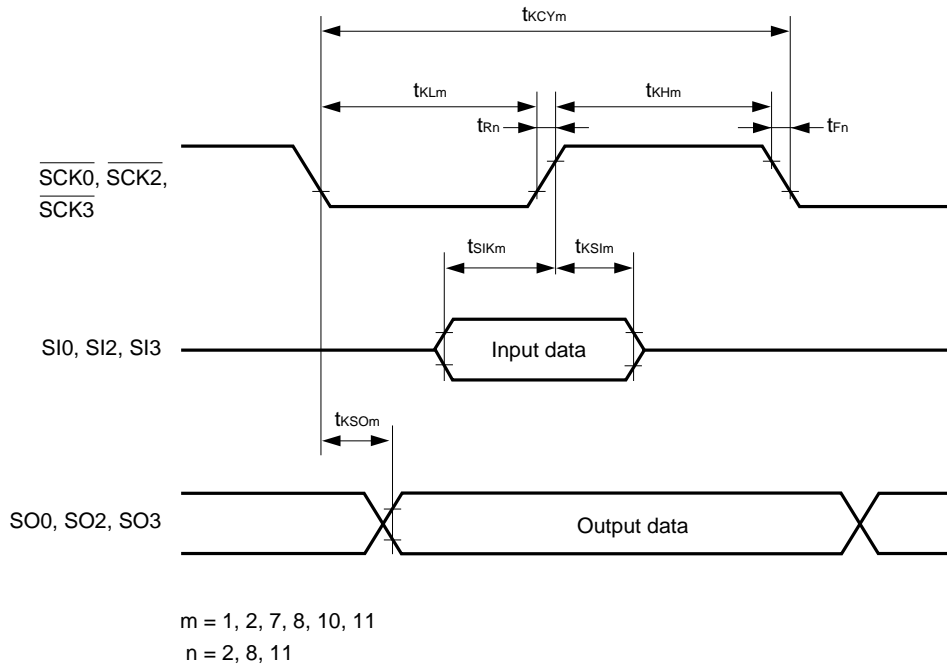 tKCYm
tKLm
tKHm
tRn
tFn
SCK0, SCK2,
SCK3
tSIKm
tKSIm
SI0, SI2, SI3
Input data
tKSOm
SO0, SO2, SO3
Output data
m = 1, 2, 7, 8, 10, 11
n = 2, 8, 11